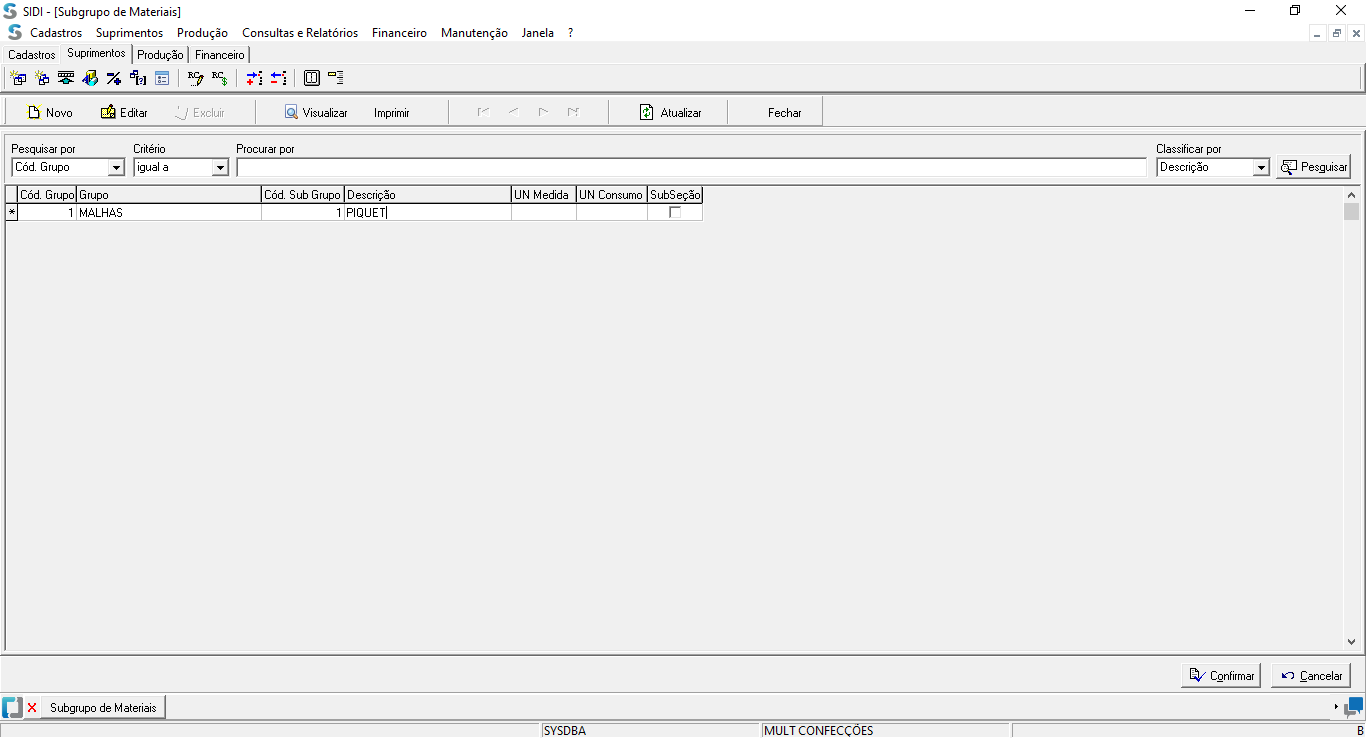 SIDI - [Subgrupo de Materiais]
Cadastros Suprimentos Produção Consultas e Relatórios Financeiro Manutenção Janela ?
Cadastros Suprimentos Produção Financeiro
Novo Editar Excluir Visualizar Imprimir Atualizar Fechar
Pesquisar por Critério Procurar por Classificar por
Cód. Grupo igual a Descrição Pesquisar
Cód. Grupo Grupo Cód. Sub Grupo Descrição UN Medida UN Consumo SubSeção
* 1 MALHAS 1 PIQUET
Confirmar Cancelar
Subgrupo de Materiais
SYSDBA MULT CONFECÇÕES B